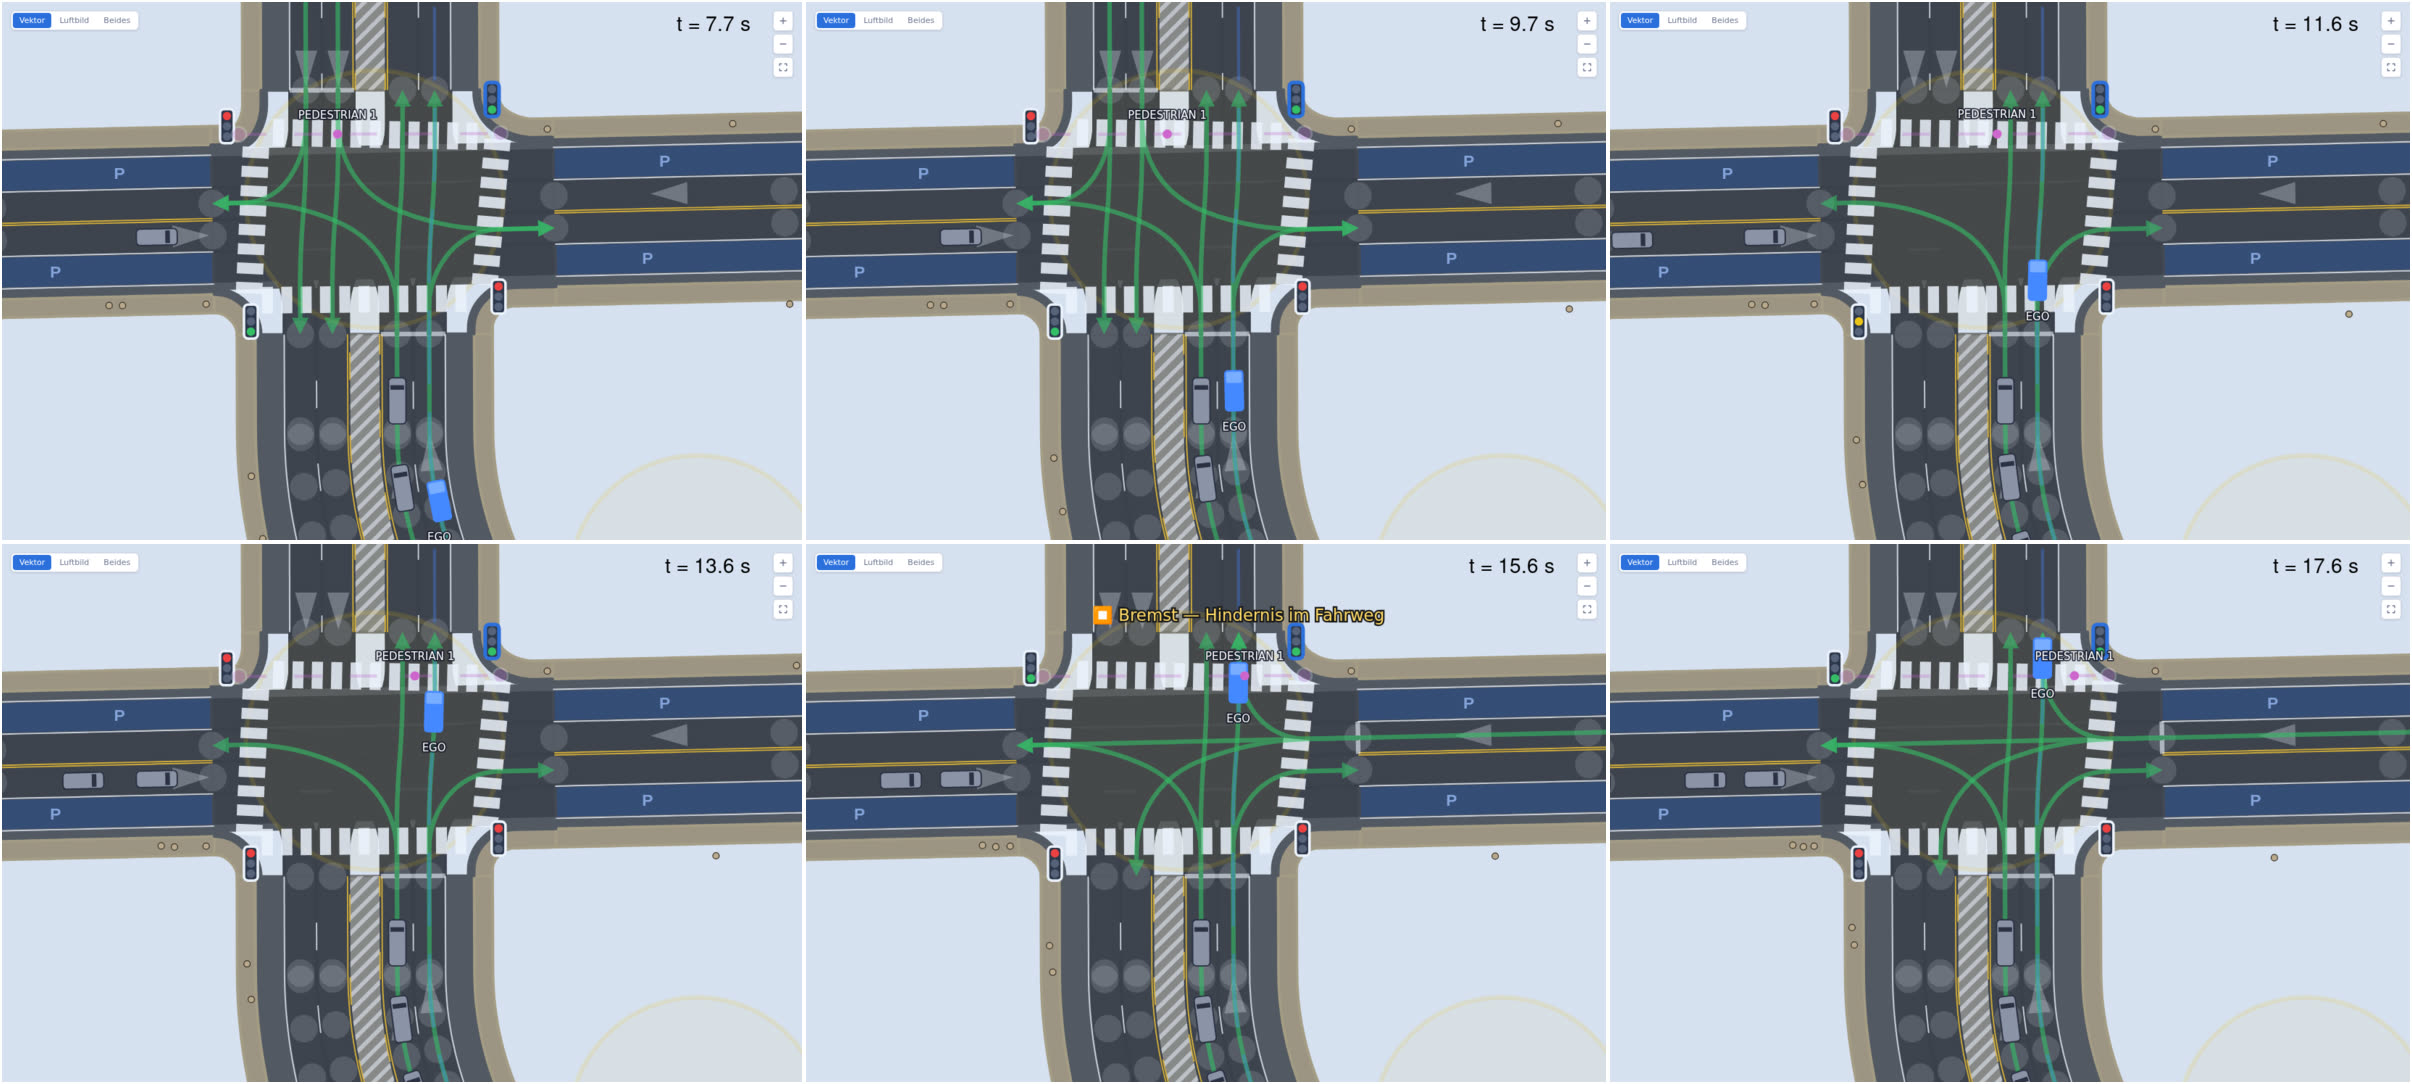 Vektor Luftbild Beides
t = 7.7 s
+
−
PEDESTRIAN 1
P
P
P
P
EGO
Vektor Luftbild Beides
t = 9.7 s
+
−
PEDESTRIAN 1
P
P
P
P
EGO
Vektor Luftbild Beides
t = 11.6 s
+
−
PEDESTRIAN 1
P
P
P
P
EGO
Vektor Luftbild Beides
t = 13.6 s
+
−
PEDESTRIAN 1
P
P
EGO
P
P
Vektor Luftbild Beides
t = 15.6 s
+
−
Bremst — Hindernis im Fahrweg
PEDESTRIAN 1
P
P
EGO
P
P
Vektor Luftbild Beides
t = 17.6 s
+
−
PEDESTRIAN 1
EGO
P
P
P
P